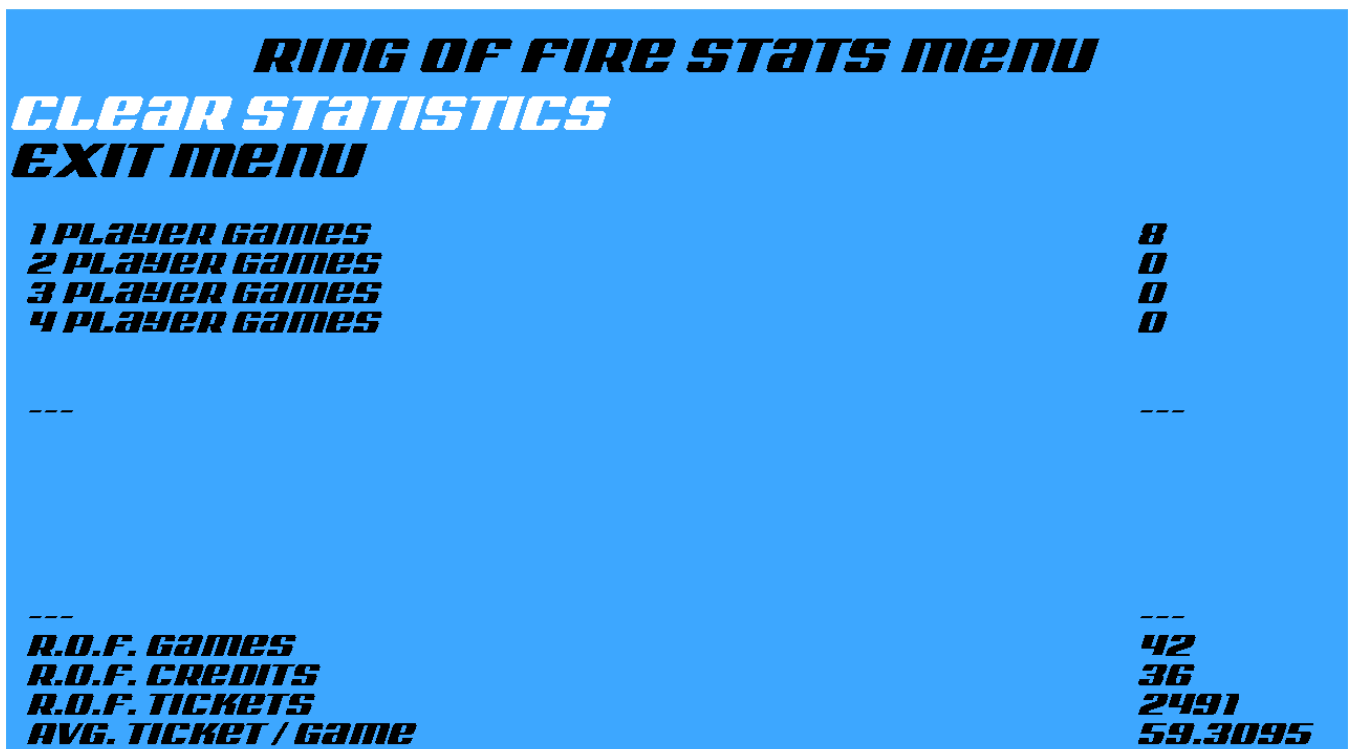 RING OF FIRE STATS MENU
CLEAR STATISTICS
EXIT MENU
1 PLAYER GAMES 8
2 PLAYER GAMES 0
3 PLAYER GAMES 0
4 PLAYER GAMES 0
--- ---
--- ---
R.O.F. GAMES 42
R.O.F. CREDITS 36
R.O.F. TICKETS 2491
AVG. TICKET / GAME 59.3095